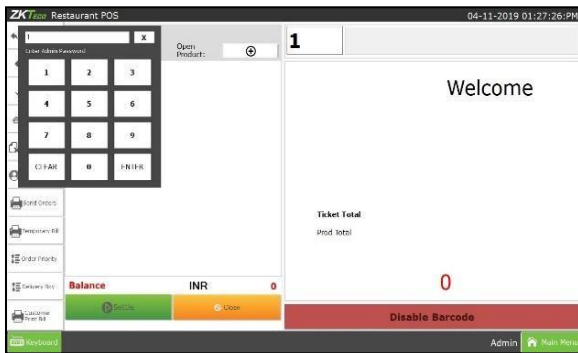 ZKTeco Restaurant POS
04-11-2019 01:27:26:PM
X
Enter Admin Password
Open
Product:
1
1 2 3
4 5 6
7 8 9
CLEAR 0 ENTER
Welcome
Send Orders
Temporary Bill
Order Priority
Delivery Boy
Customer
Print Bill
Ticket Total
Prod Total
Balance INR 0
0
Settle
Close
Disable Barcode
Keyboard
Admin
Main Menu